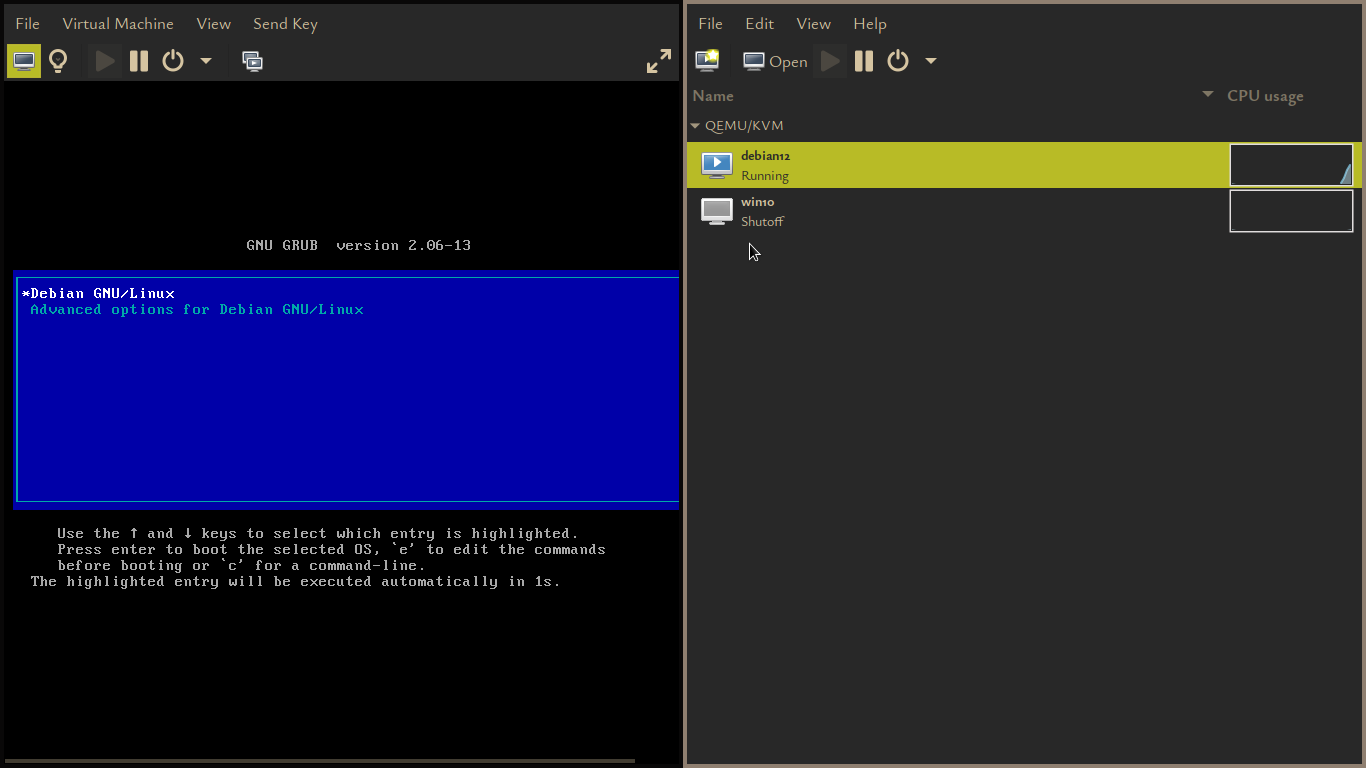 File Virtual Machine View Send Key
GNU GRUB version 2.06-13
*Debian GNU/Linux
Advanced options for Debian GNU/Linux
Use the ↑ and ↓ keys to select which entry is highlighted.
Press enter to boot the selected OS, `e' to edit the commands
before booting or `c' for a command-line.
The highlighted entry will be executed automatically in 1s.
File Edit View Help
Open
Name CPU usage
QEMU/KVM
debian12
Running
win10
Shutoff